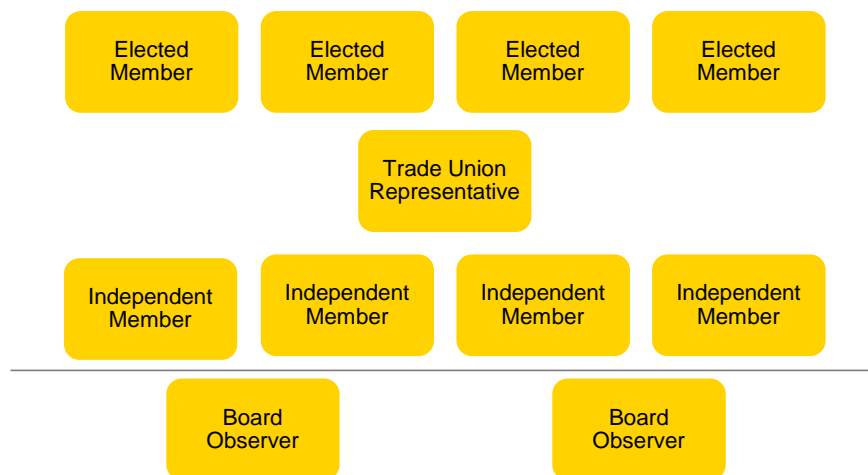 Elected
Member
Elected
Member
Elected
Member
Elected
Member
Trade Union
Representative
Independent
Member
Independent
Member
Independent
Member
Independent
Member
Board
Observer
Board
Observer